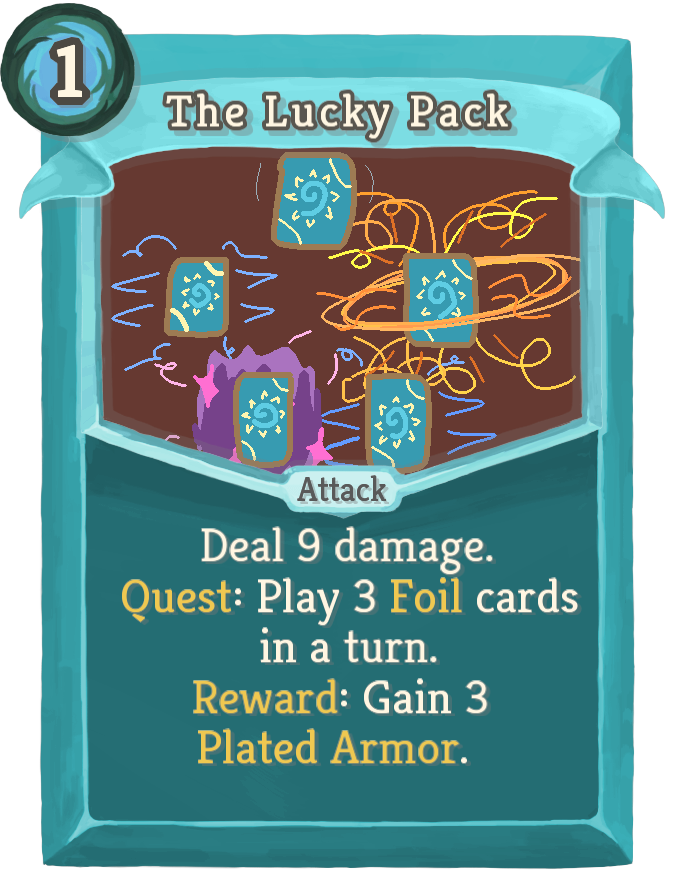 1
The Lucky Pack
Attack
Deal 9 damage.
Quest: Play 3 Foil cards
in a turn.
Reward: Gain 3
Plated Armor.